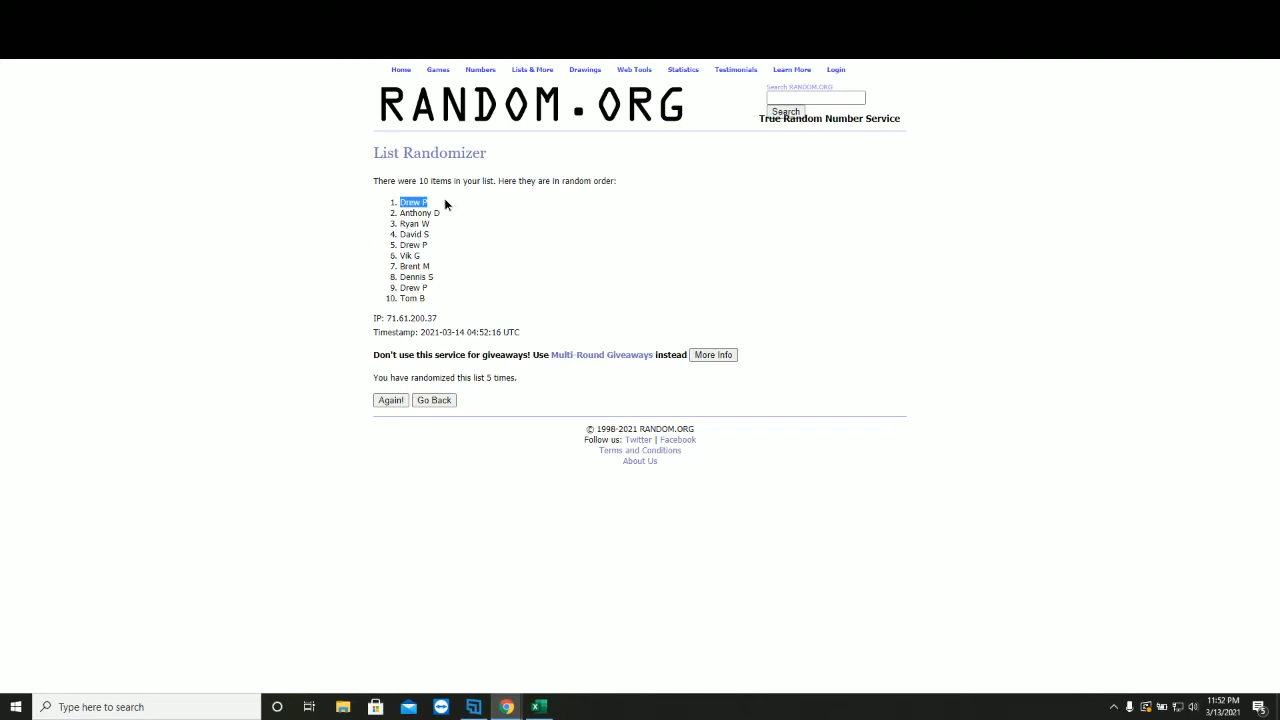 Home Games Numbers Lists & More Drawings Web Tools Statistics Testimonials Learn More Login
RANDOM.ORG
Search RANDOM.ORG
Search
True Random Number Service
List Randomizer
There were 10 items in your list. Here they are in random order:
1. Drew P
2. Anthony D
3. Ryan W
4. David S
5. Drew P
6. Vik G
7. Brent M
8. Dennis S
9. Drew P
10. Tom B
IP: 71.61.200.37
Timestamp: 2021-03-14 04:52:16 UTC
Don't use this service for giveaways! Use Multi-Round Giveaways instead More Info
You have randomized this list 5 times.
Again! Go Back
© 1998-2021 RANDOM.ORG
Follow us: Twitter | Facebook
Terms and Conditions
About Us
Type here to search
11:52 PM
3/13/2021